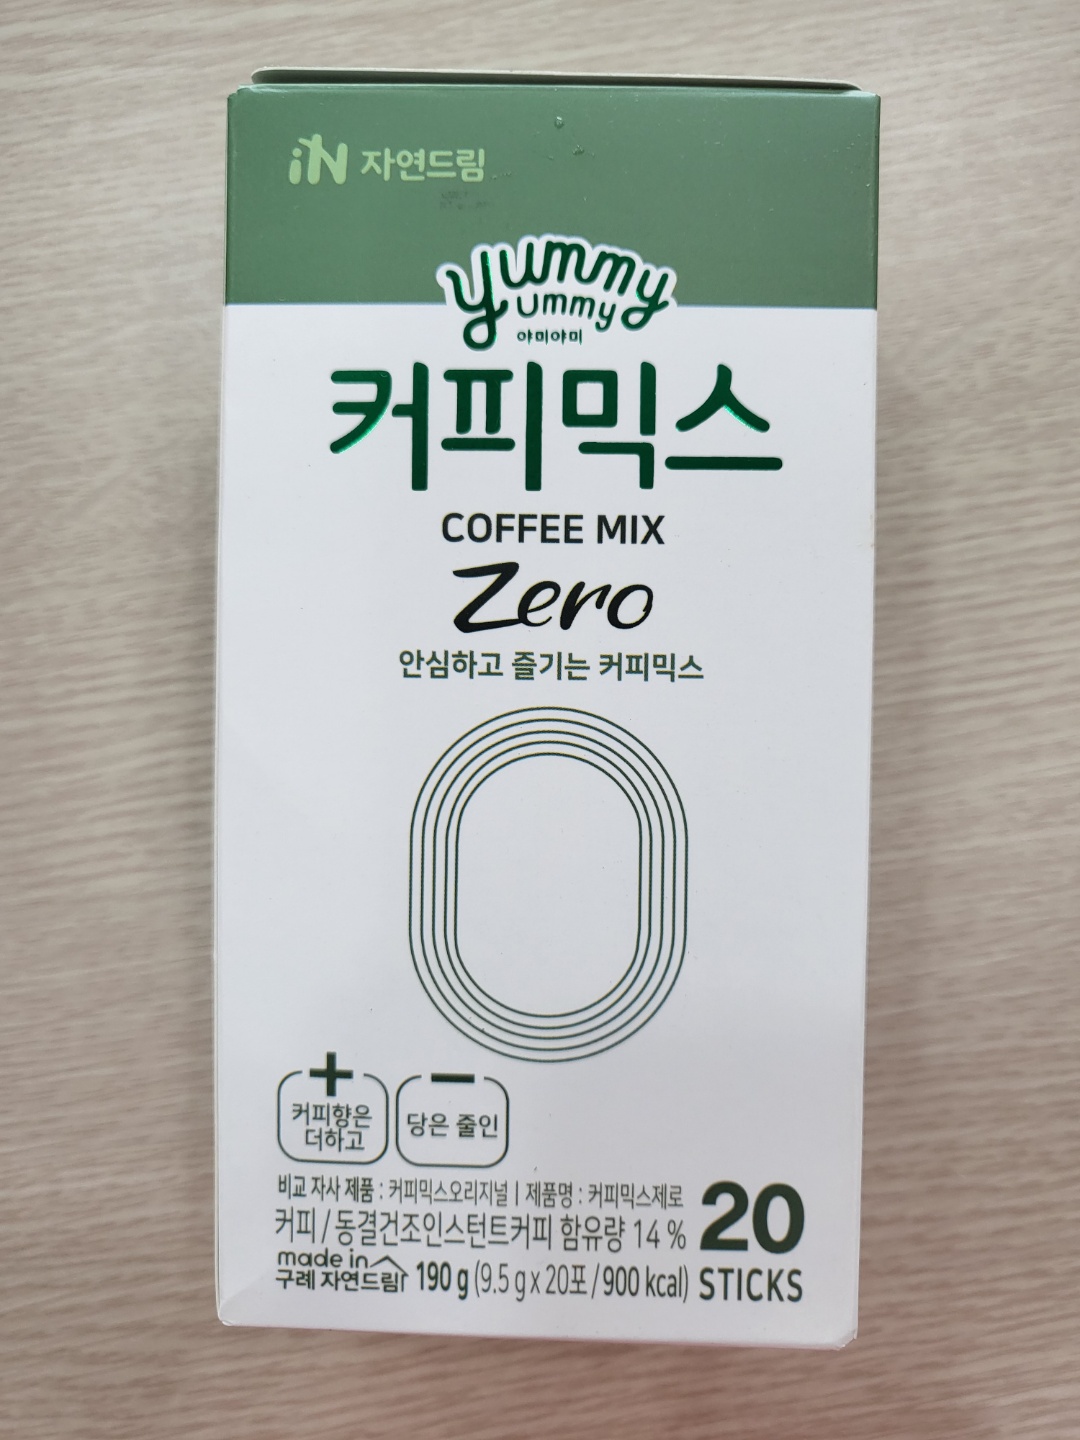 iN 자연드림
yummy
ummy
야미야미
커피믹스
COFFEE MIX
Zero
안심하고 즐기는 커피믹스
+ −
커피향은
더하고
당은 줄인
비교 자사 제품 : 커피믹스오리지널 | 제품명 : 커피믹스제로
커피 / 동결건조인스턴트커피 함유량 14 %
made in
구례 자연드림
190 g (9.5 g x 20포 / 900 kcal)
20
STICKS